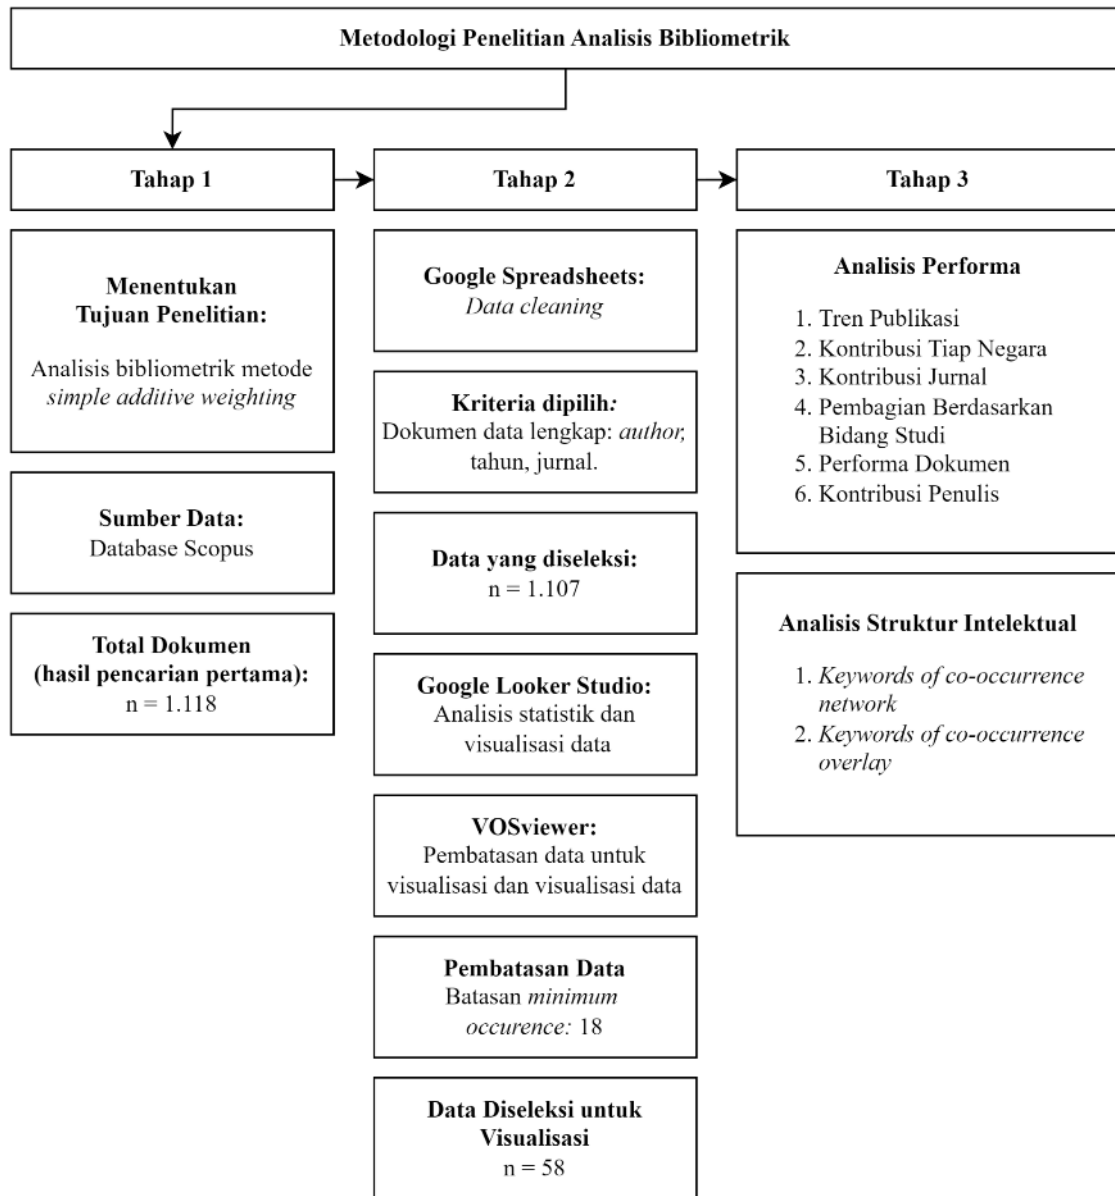 Metodologi Penelitian Analisis Bibliometrik
Tahap 1
Menentukan
Tujuan Penelitian:
Analisis bibliometrik metode
simple additive weighting
Sumber Data:
Database Scopus
Total Dokumen
(hasil pencarian pertama):
n = 1.118
Tahap 2
Google Spreadsheets:
Data cleaning
Kriteria dipilih:
Dokumen data lengkap: author,
tahun, jurnal.
Data yang diseleksi:
n = 1.107
Google Looker Studio:
Analisis statistik dan
visualisasi data
VOSviewer:
Pembatasan data untuk
visualisasi dan visualisasi data
Pembatasan Data
Batasan minimum
occurence: 18
Data Diseleksi untuk
Visualisasi
n = 58
Tahap 3
Analisis Performa
1. Tren Publikasi
2. Kontribusi Tiap Negara
3. Kontribusi Jurnal
4. Pembagian Berdasarkan
Bidang Studi
5. Performa Dokumen
6. Kontribusi Penulis
Analisis Struktur Intelektual
1. Keywords of co-occurrence
network
2. Keywords of co-occurrence
overlay